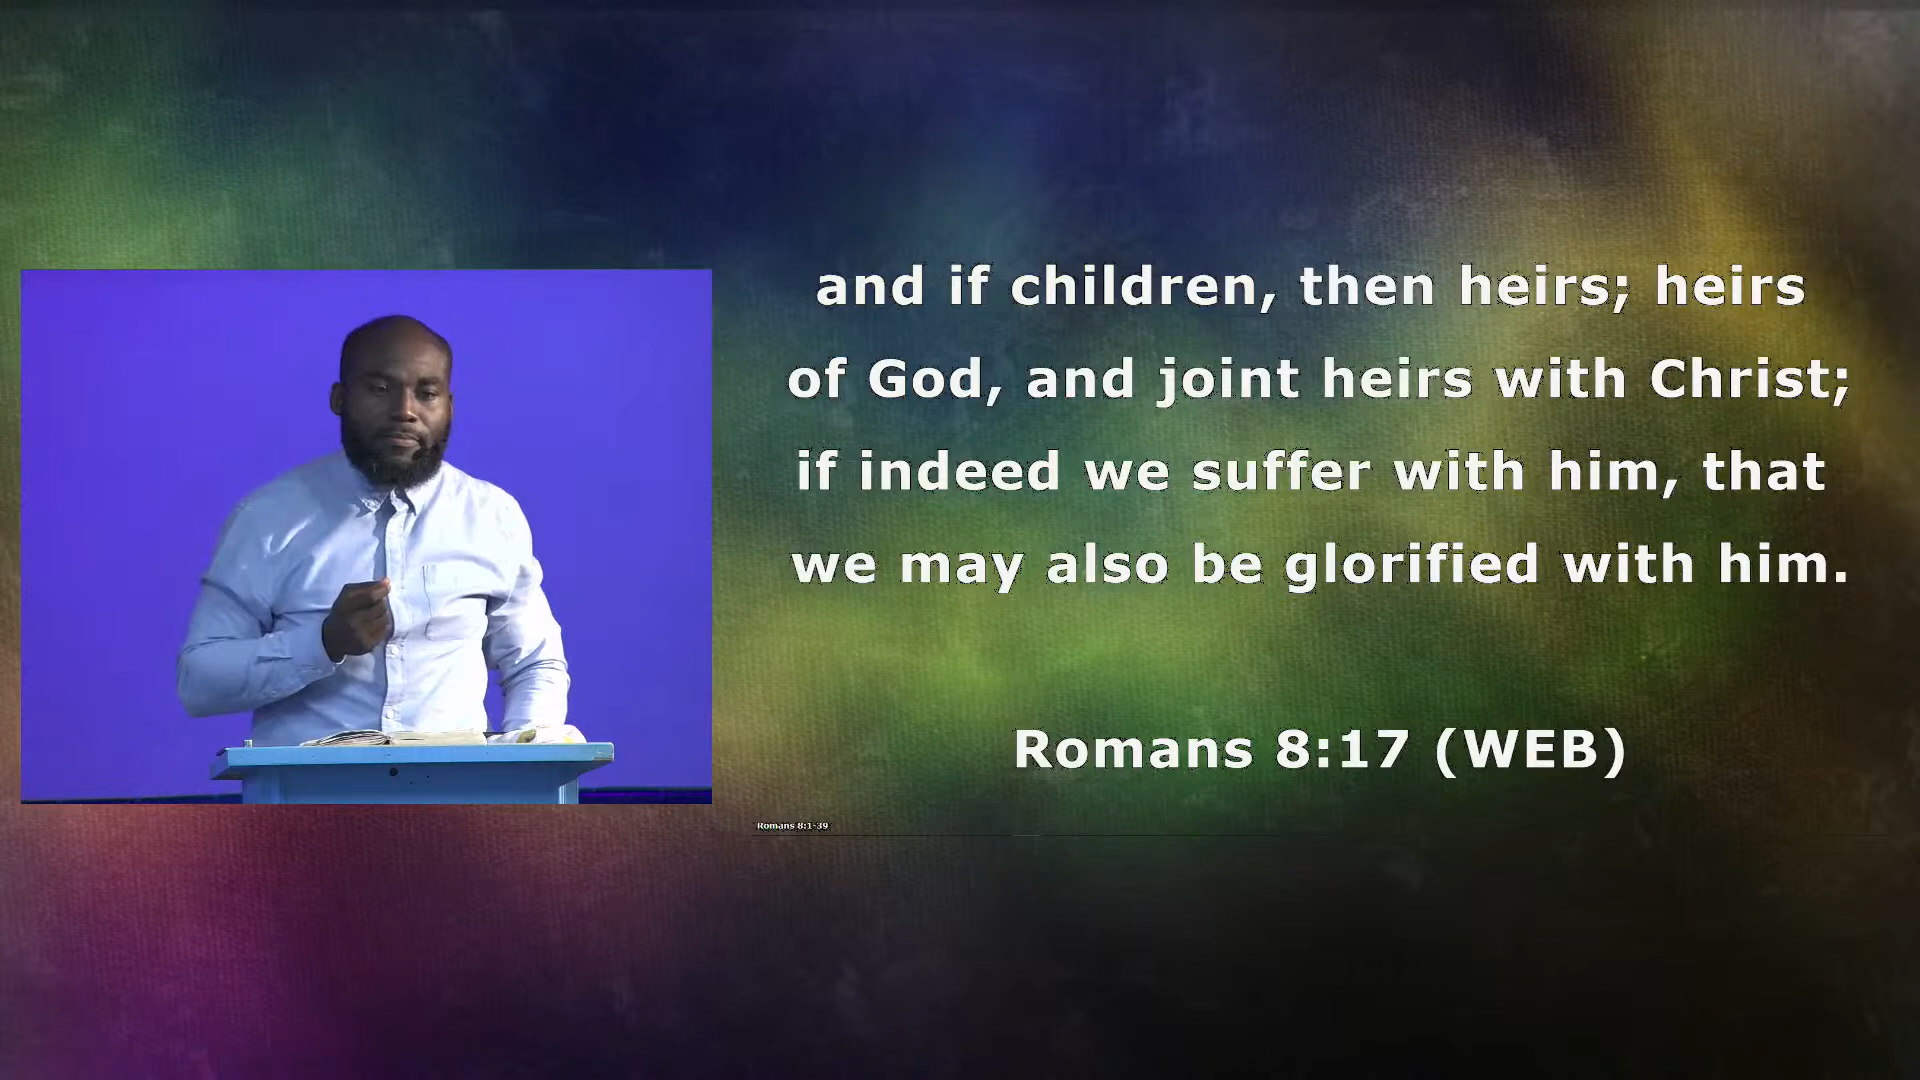 and if children, then heirs; heirs
of God, and joint heirs with Christ;
if indeed we suffer with him, that
we may also be glorified with him.
Romans 8:17 (WEB)
Romans 8:1-39